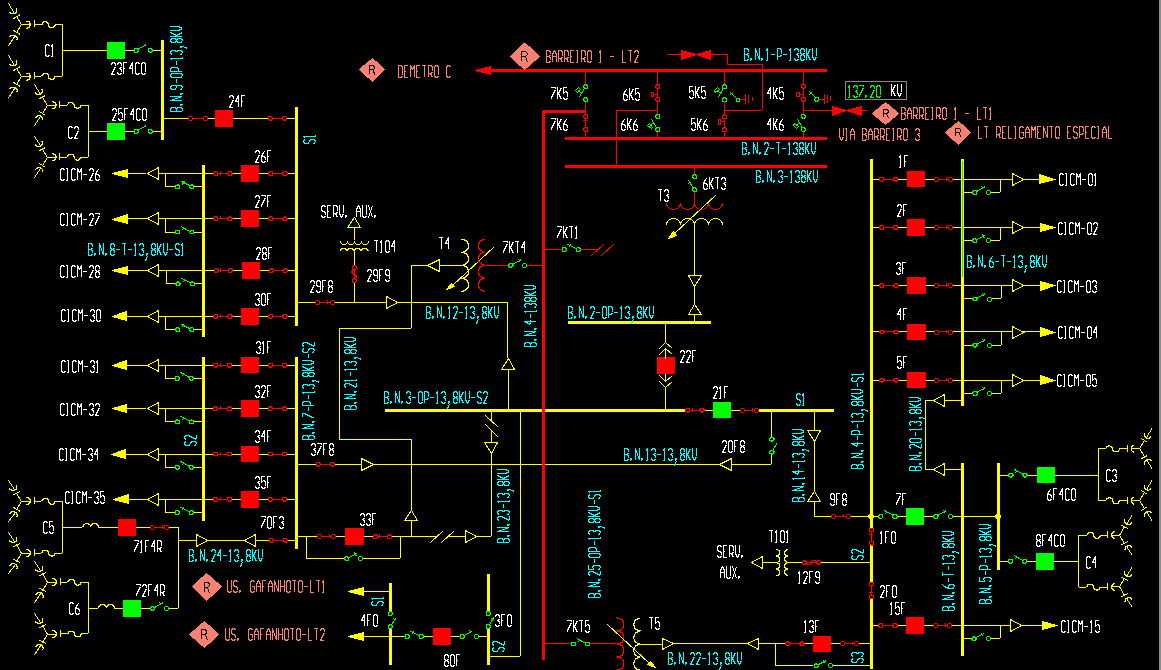 C1
23F4C0
B.N.9-OP-13,8KV
25F4C0
C2
24F
S1
CICM-26
26F
CICM-27
27F
B.N.8-T-13,8KV-S1
CICM-28
28F
CICM-30
30F
CICM-31
31F
CICM-32
32F
S2
CICM-34
34F
CICM-35
35F
B.N.7-P-13,8KV-S2
C5
71F4R
70F3
B.N.24-13,8KV
C6
72F4R
R
US. GAFANHOTO-LT1
R
US. GAFANHOTO-LT2
33F
37F8
29F8
SERV. AUX.
T104
29F9
T4
7KT4
B.N.12-13,8KV
B.N.21-13,8KV
B.N.3-OP-13,8KV-S2
B.N.23-13,8KV
S1
4F0
80F
3F0
S2
R
DEMETRO C
R
BARREIRO 1 - LT2
B.N.1-P-138KV
7K5
6K5
5K5
4K5
7K6
6K6
5K6
4K6
137.20 KV
R
BARREIRO 1 - LT1
VIA BARREIRO 3
R
LT RELIGAMENTO ESPECIAL
B.N.2-T-138KV
B.N.3-138KV
T3
6KT3
7KT1
B.N.4-138KV
B.N.2-OP-13,8KV
22F
21F
S1
B.N.13-13,8KV
20F8
B.N.14-13,8KV
B.N.25-OP-13,8KV-S1
7KT5
T5
B.N.22-13,8KV
13F
S3
SERV.
AUX.
T101
12F9
9F8
S2
1F0
2F0
1F
CICM-01
2F
CICM-02
B.N.6-T-13,8KV
3F
CICM-03
4F
CICM-04
5F
CICM-05
B.N.4-P-13,8KV-S1
B.N.20-13,8KV
7F
B.N.6-T-13,8KV
B.N.5-P-13,8KV
6F4C0
C3
8F4C0
C4
15F
CICM-15